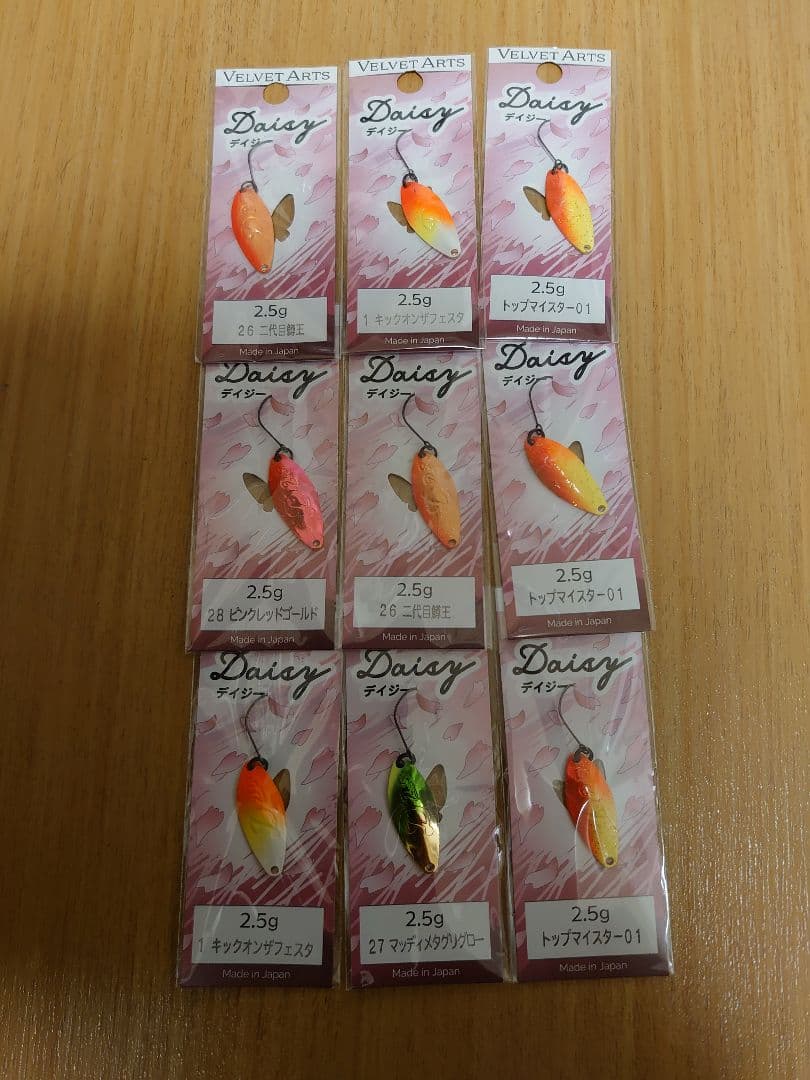 VELVET ARTS
Daisy
デイジー
2.5g
26 二代目鱒王
Made in Japan
VELVET ARTS
Daisy
デイジー
2.5g
1 キックオンザフェスタ
Made in Japan
VELVET ARTS
Daisy
デイジー
2.5g
トップマイスター01
Made in Japan
Daisy
デイジー
2.5g
28 ピンクレッドゴールド
Made in Japan
Daisy
デイジー
2.5g
26 二代目鱒王
Made in Japan
Daisy
デイジー
2.5g
トップマイスター01
Made in Japan
Daisy
デイジー
2.5g
1 キックオンザフェスタ
Made in Japan
Daisy
デイジー
2.5g
27 マッディメタグリグロー
Made in Japan
Daisy
デイジー
2.5g
トップマイスター01
Made in Japan